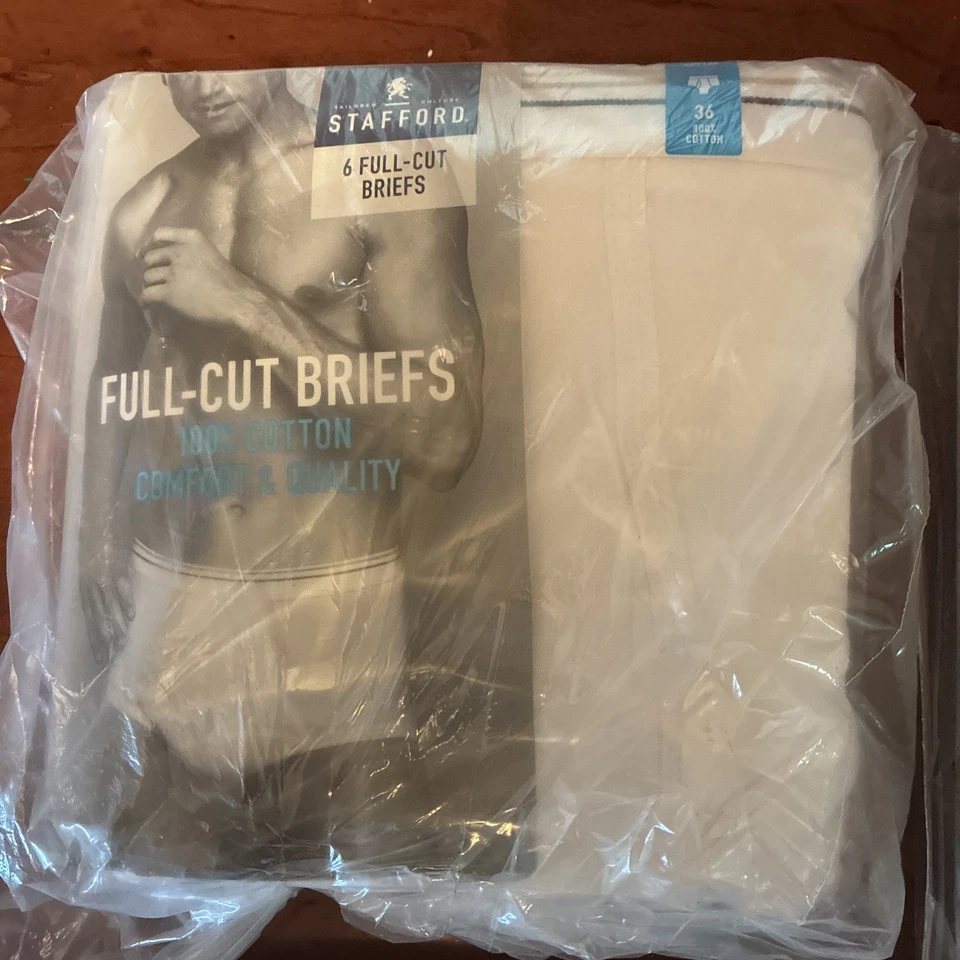 TAILORED CULTURE
STAFFORD
6 FULL-CUT
BRIEFS
36
100%
COTTON
FULL-CUT BRIEFS
100% COTTON
COMFORT & QUALITY